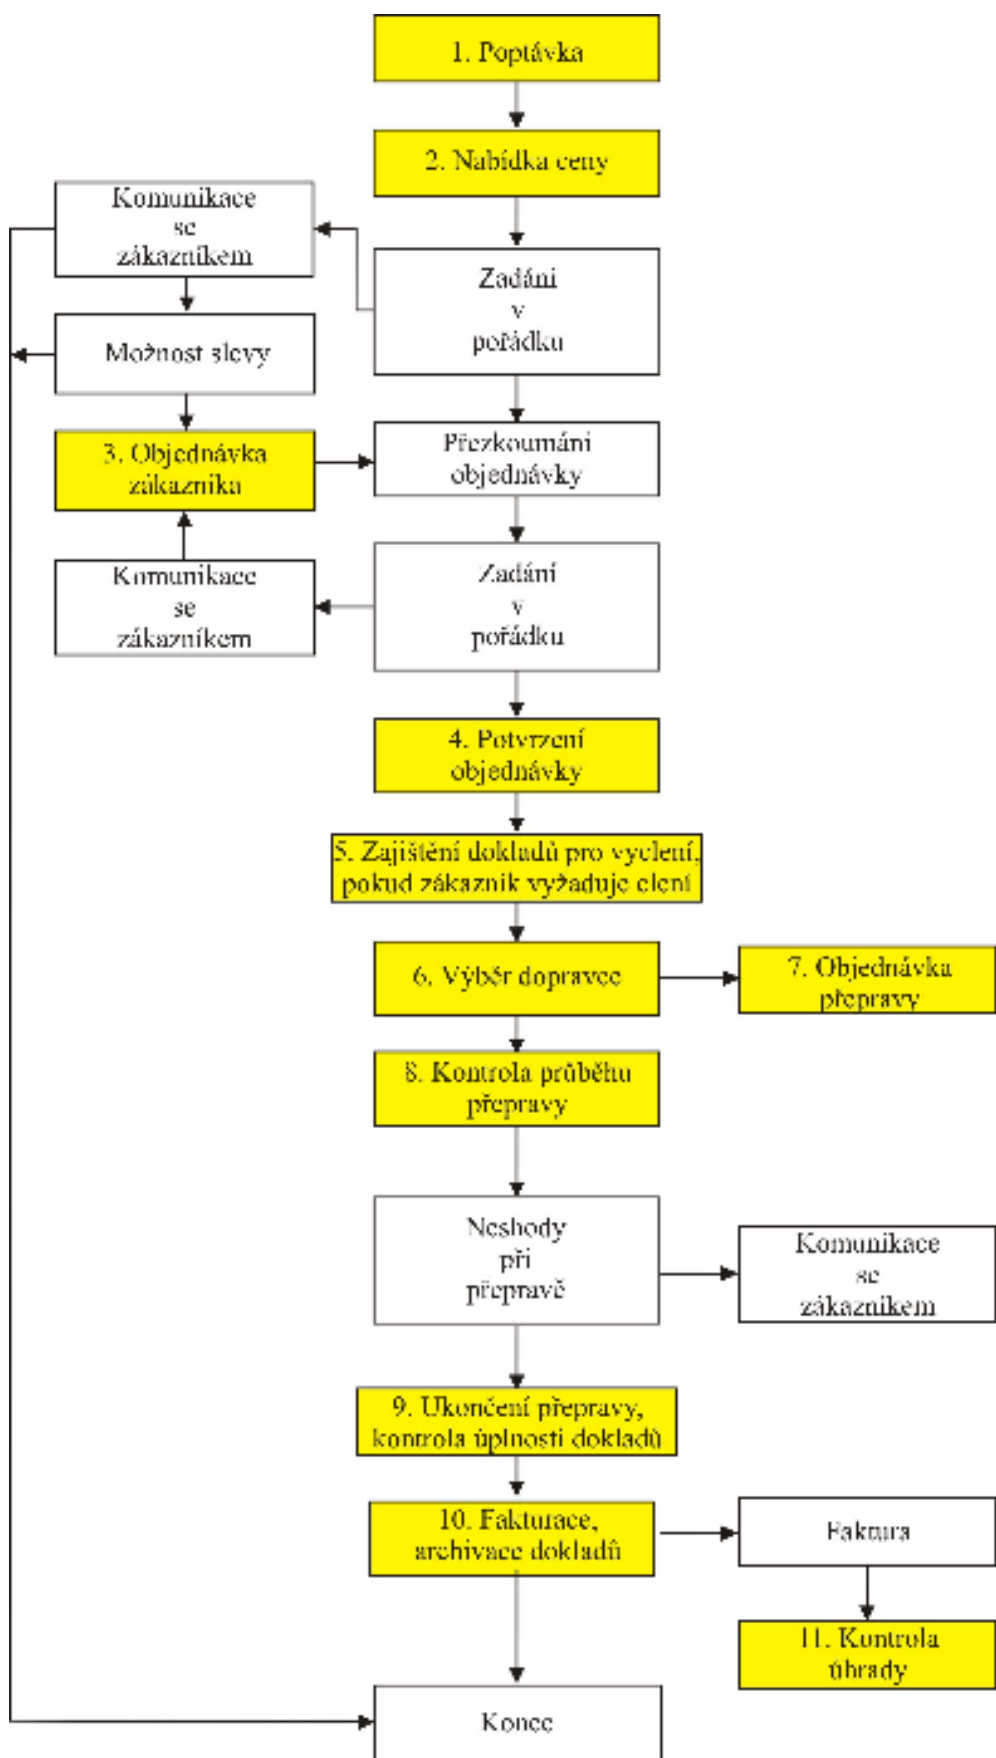 1. Poptávka
2. Nabídka ceny
Komunikace
se
zákazníkem
Zadání
v
pořádku
Možnost slevy
3. Objednávka
zákazníka
Přezkoumání
objednávky
Komunikace
se
zákazníkem
Zadání
v
pořádku
4. Potvrzení
objednávky
5. Zajištění dokladů pro vyclení,
pokud zákazník vyžaduje clení
6. Výběr dopravce
7. Objednávka
přepravy
8. Kontrola průběhu
přepravy
Neshody
při
přepravě
Komunikace
se
zákazníkem
9. Ukončení přepravy,
kontrola úplnosti dokladů
10. Fakturace,
archivace dokladů
Faktura
11. Kontrola
úhrady
Konec